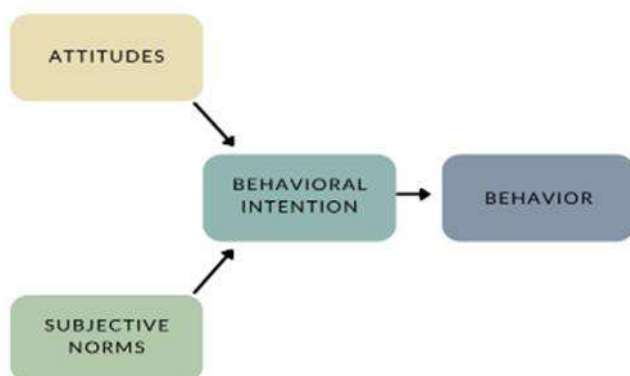 ATTITUDES
BEHAVIORAL
INTENTION
BEHAVIOR
SUBJECTIVE
NORMS